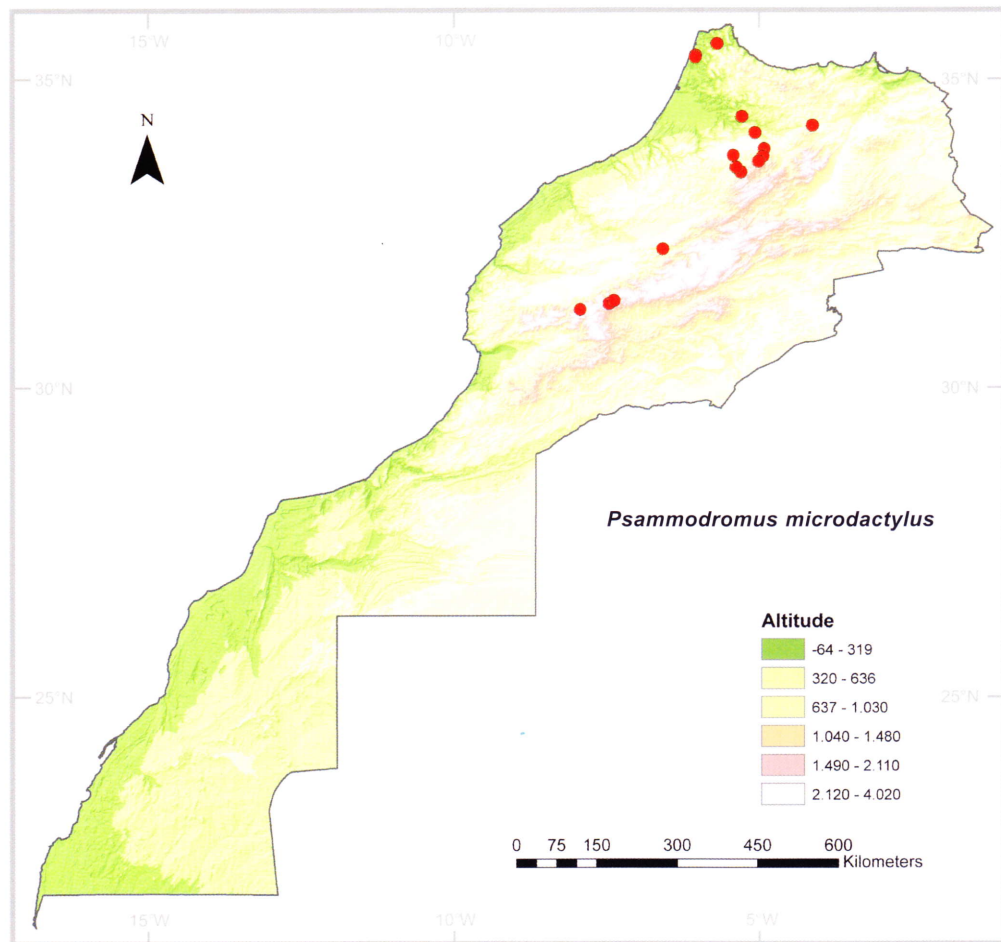 15°W 10°W 5°W
35°N 35°N
N
30°N 30°N
Psammodromus microdactylus
Altitude
-64 - 319
320 - 636
637 - 1.030
25°N 25°N
1.040 - 1.480
1.490 - 2.110
2.120 - 4.020
0 75 150 300 450 600
Kilometers
15°W 10°W 5°W